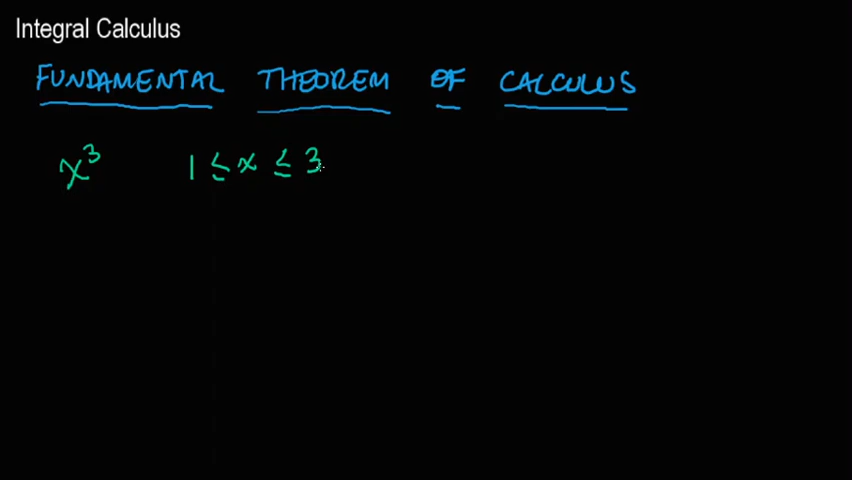 Integral Calculus
FUNDAMENTAL THEOREM OF CALCULUS
x³ 1 ≤ x ≤ 3